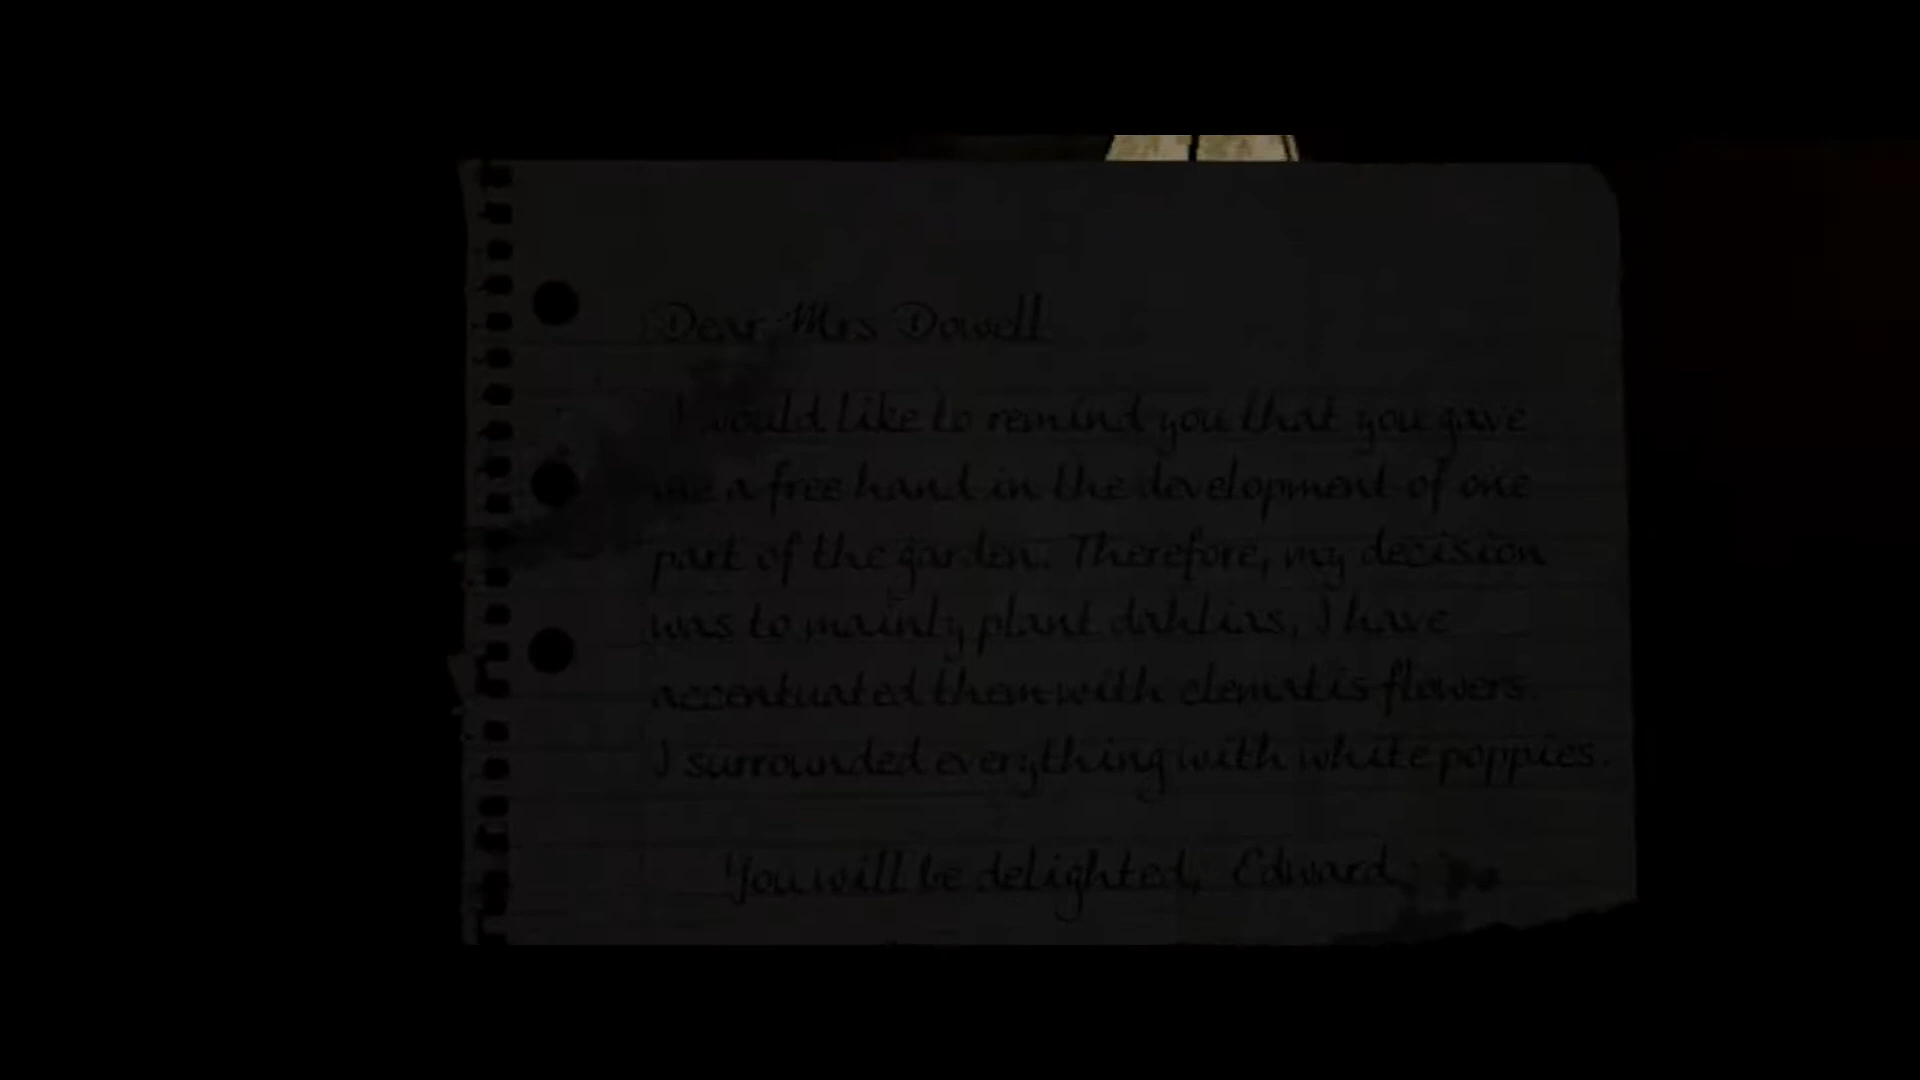 Dear Mrs Dowell
I would like to remind you that you gave
me a free hand in the development of one
part of the garden. Therefore, my decision
was to mainly plant dahlias, I have
accentuated them with clematis flowers.
I surrounded everything with white poppies.
You will be delighted, Edward